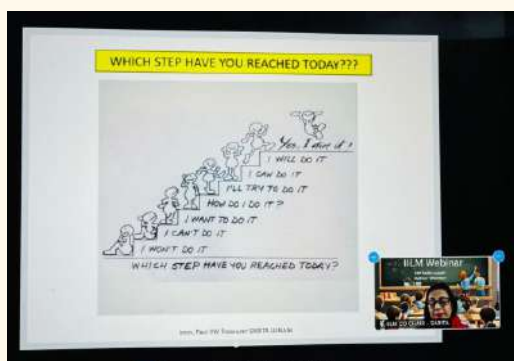 WHICH STEP HAVE YOU REACHED TODAY???
Yes, I did it!
I WILL DO IT
I CAN DO IT
I'LL TRY TO DO IT
HOW DO I DO IT?
I WANT TO DO IT
I CAN'T DO IT
I WON'T DO IT
WHICH STEP HAVE YOU REACHED TODAY?
IILM Webinar